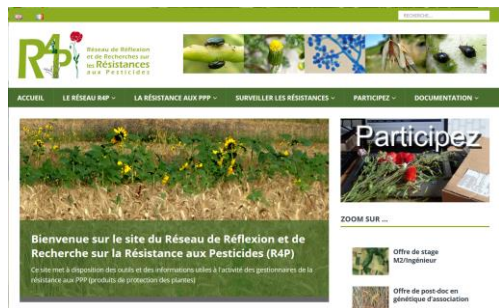 RECHERCHE...
R4P
Réseau de Réflexion
et de Recherches sur
les Résistances
aux Pesticides
ACCUEIL LE RÉSEAU R4P LA RÉSISTANCE AUX PPP SURVEILLER LES RÉSISTANCES PARTICIPEZ DOCUMENTATION
Participez
Bienvenue sur le site du Réseau de Réflexion et de
Recherche sur la Résistance aux Pesticides (R4P)
Ce site met à disposition des outils et des informations utiles à l'activité des gestionnaires de la
résistance aux PPP (produits de protection des plantes)
ZOOM SUR ...
Offre de stage
M2/Ingénieur
Offre de post-doc en
génétique d'association